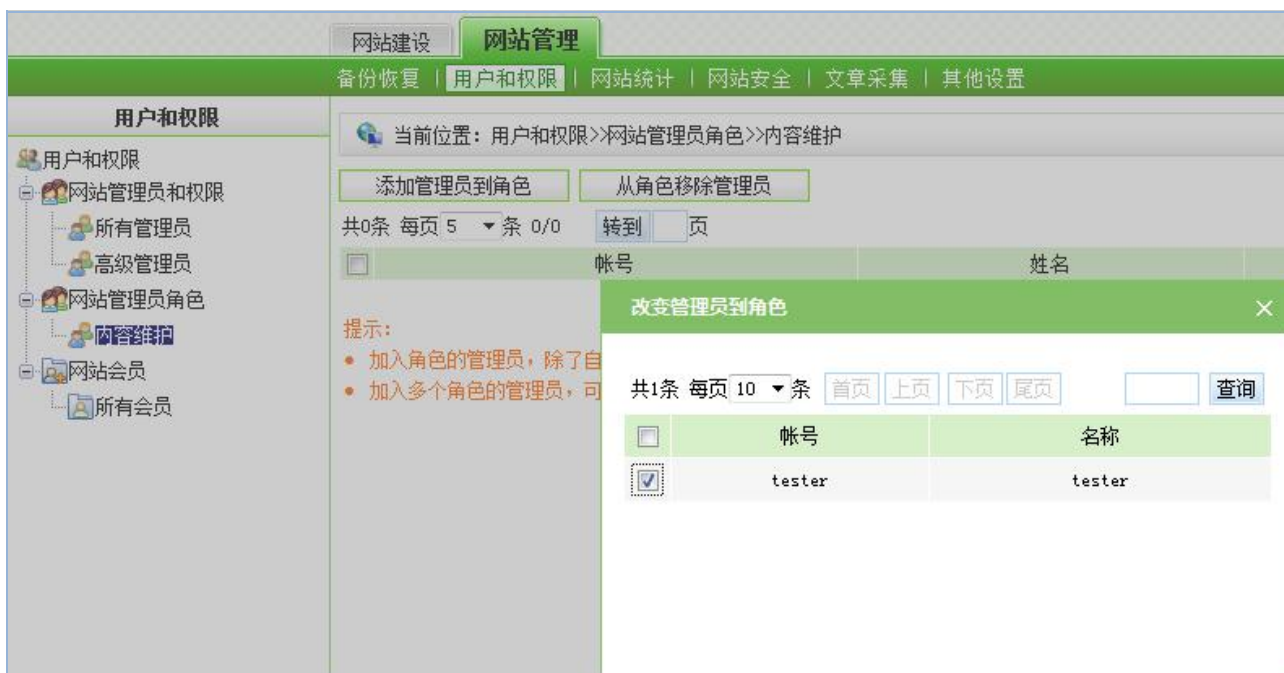 网站建设 网站管理
备份恢复 | 用户和权限 | 网站统计 | 网站安全 | 文章采集 | 其他设置
用户和权限
当前位置：用户和权限>>网站管理员角色>>内容维护
用户和权限
网站管理员和权限
所有管理员
高级管理员
网站管理员角色
内容维护
网站会员
所有会员
添加管理员到角色 从角色移除管理员
共0条 每页 5 条 0/0 转到 页
帐号 姓名
提示：
• 加入角色的管理员，除了自
• 加入多个角色的管理员，可
改变管理员到角色 ×
共1条 每页 10 条 首页 上页 下页 尾页 查询
帐号 名称
tester tester